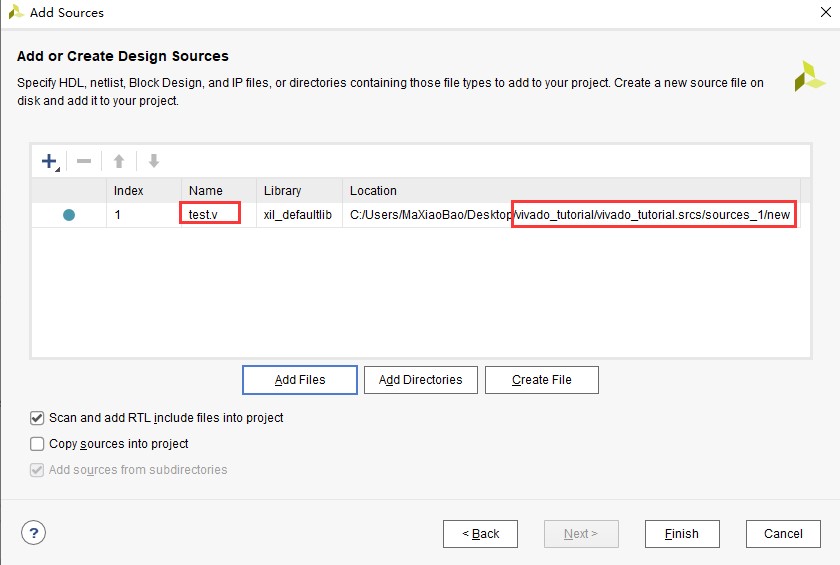 Add Sources
Add or Create Design Sources
Specify HDL, netlist, Block Design, and IP files, or directories containing those file types to add to your project. Create a new source file on
disk and add it to your project.
Index Name Library Location
1 test.v xil_defaultlib C:/Users/MaXiaoBao/Desktop/vivado_tutorial/vivado_tutorial.srcs/sources_1/new
Add Files Add Directories Create File
Scan and add RTL include files into project
Copy sources into project
Add sources from subdirectories
? < Back Next > Finish Cancel